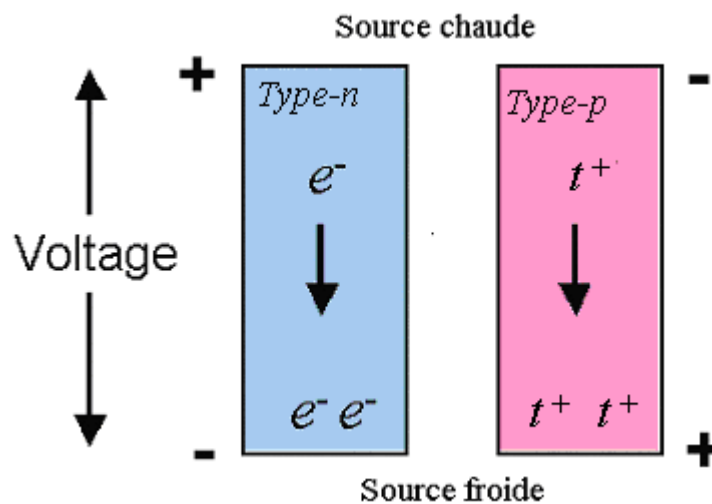 Source chaude
+ -
Type-n Type-p
e⁻ t⁺
Voltage
e⁻ e⁻ t⁺ t⁺
- +
Source froide